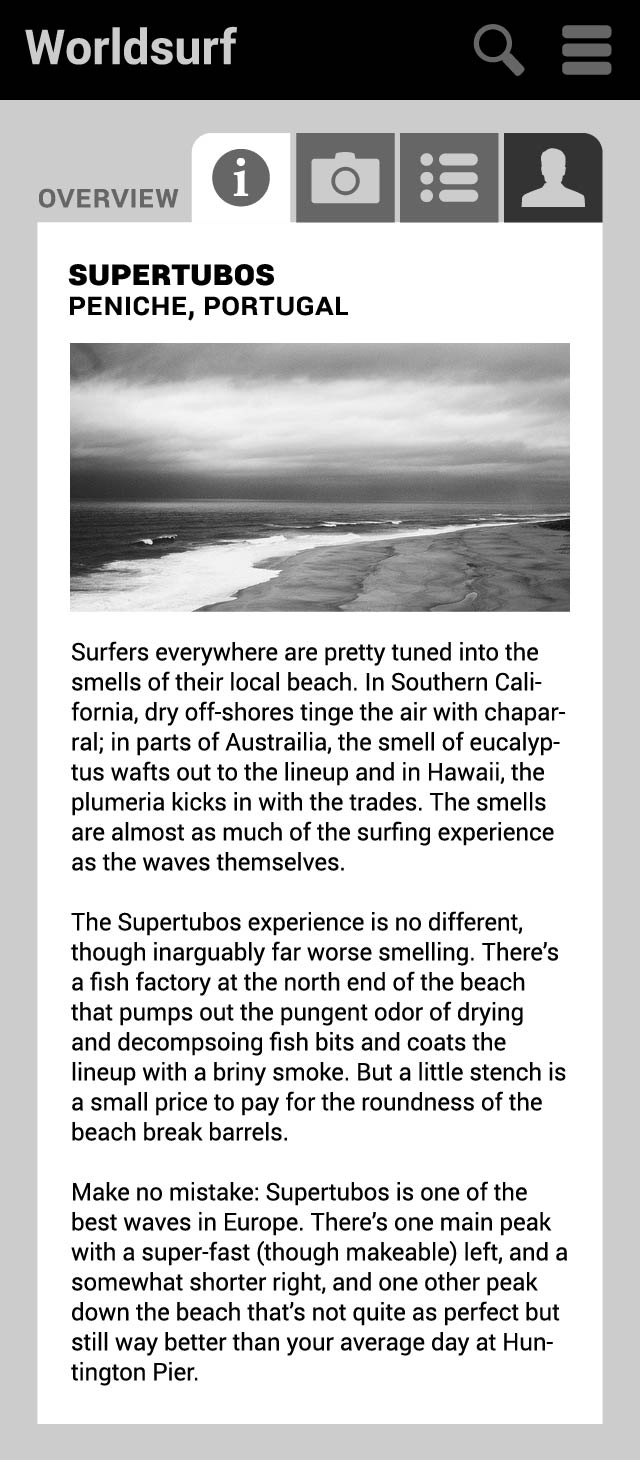 Worldsurf
OVERVIEW
i
SUPERTUBOS
PENICHE, PORTUGAL
Surfers everywhere are pretty tuned into the
smells of their local beach. In Southern Cali-
fornia, dry off-shores tinge the air with chapar-
ral; in parts of Austrailia, the smell of eucalyp-
tus wafts out to the lineup and in Hawaii, the
plumeria kicks in with the trades. The smells
are almost as much of the surfing experience
as the waves themselves.
The Supertubos experience is no different,
though inarguably far worse smelling. There's
a fish factory at the north end of the beach
that pumps out the pungent odor of drying
and decompsoing fish bits and coats the
lineup with a briny smoke. But a little stench is
a small price to pay for the roundness of the
beach break barrels.
Make no mistake: Supertubos is one of the
best waves in Europe. There's one main peak
with a super-fast (though makeable) left, and a
somewhat shorter right, and one other peak
down the beach that's not quite as perfect but
still way better than your average day at Hun-
tington Pier.